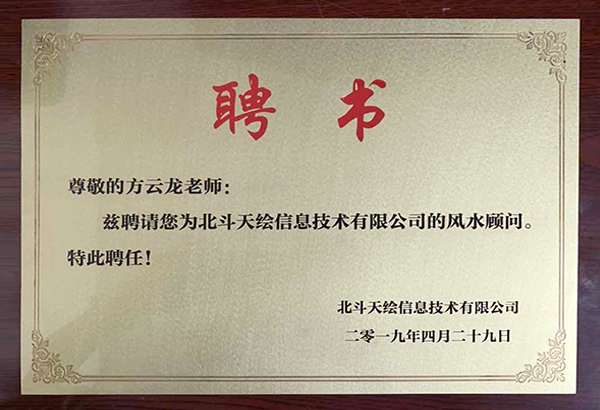 聘 书
尊敬的方云龙老师：
兹聘请您为北斗天绘信息技术有限公司的风水顾问。
特此聘任！
北斗天绘信息技术有限公司
二零一九年四月二十九日